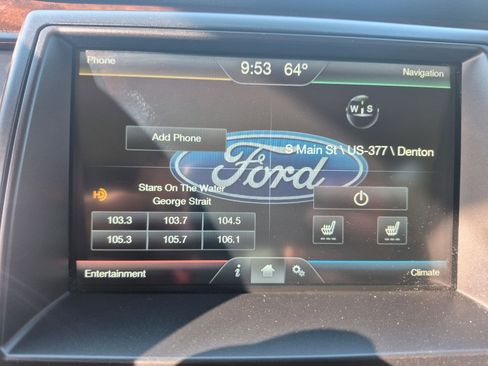 Phone
9:53 64°
Navigation
W S
Add Phone
S Main St \ US-377 \ Denton
Ford
HD
Stars On The Water
George Strait
103.3 103.7 104.5
105.3 105.7 106.1
Entertainment
i
Climate